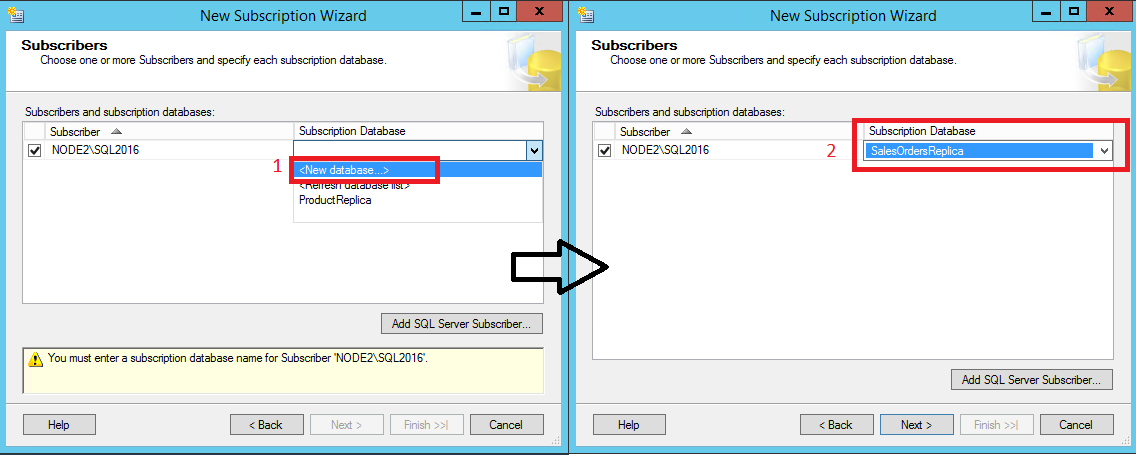 New Subscription Wizard
Subscribers
Choose one or more Subscribers and specify each subscription database.
Subscribers and subscription databases:
Subscriber Subscription Database
NODE2\SQL2016
1 <New database...>
<Refresh database list>
ProductReplica
Add SQL Server Subscriber...
You must enter a subscription database name for Subscriber 'NODE2\SQL2016'.
Help < Back Next > Finish >>| Cancel
New Subscription Wizard
Subscribers
Choose one or more Subscribers and specify each subscription database.
Subscribers and subscription databases:
Subscriber Subscription Database
NODE2\SQL2016 2 SalesOrdersReplica
Add SQL Server Subscriber...
Help < Back Next > Finish >>| Cancel